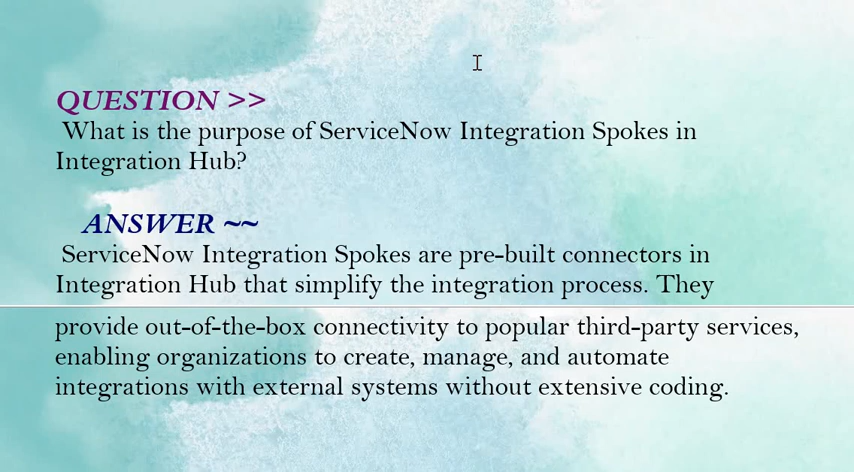 QUESTION >>
What is the purpose of ServiceNow Integration Spokes in
Integration Hub?
ANSWER ~~
ServiceNow Integration Spokes are pre-built connectors in
Integration Hub that simplify the integration process. They
provide out-of-the-box connectivity to popular third-party services,
enabling organizations to create, manage, and automate
integrations with external systems without extensive coding.